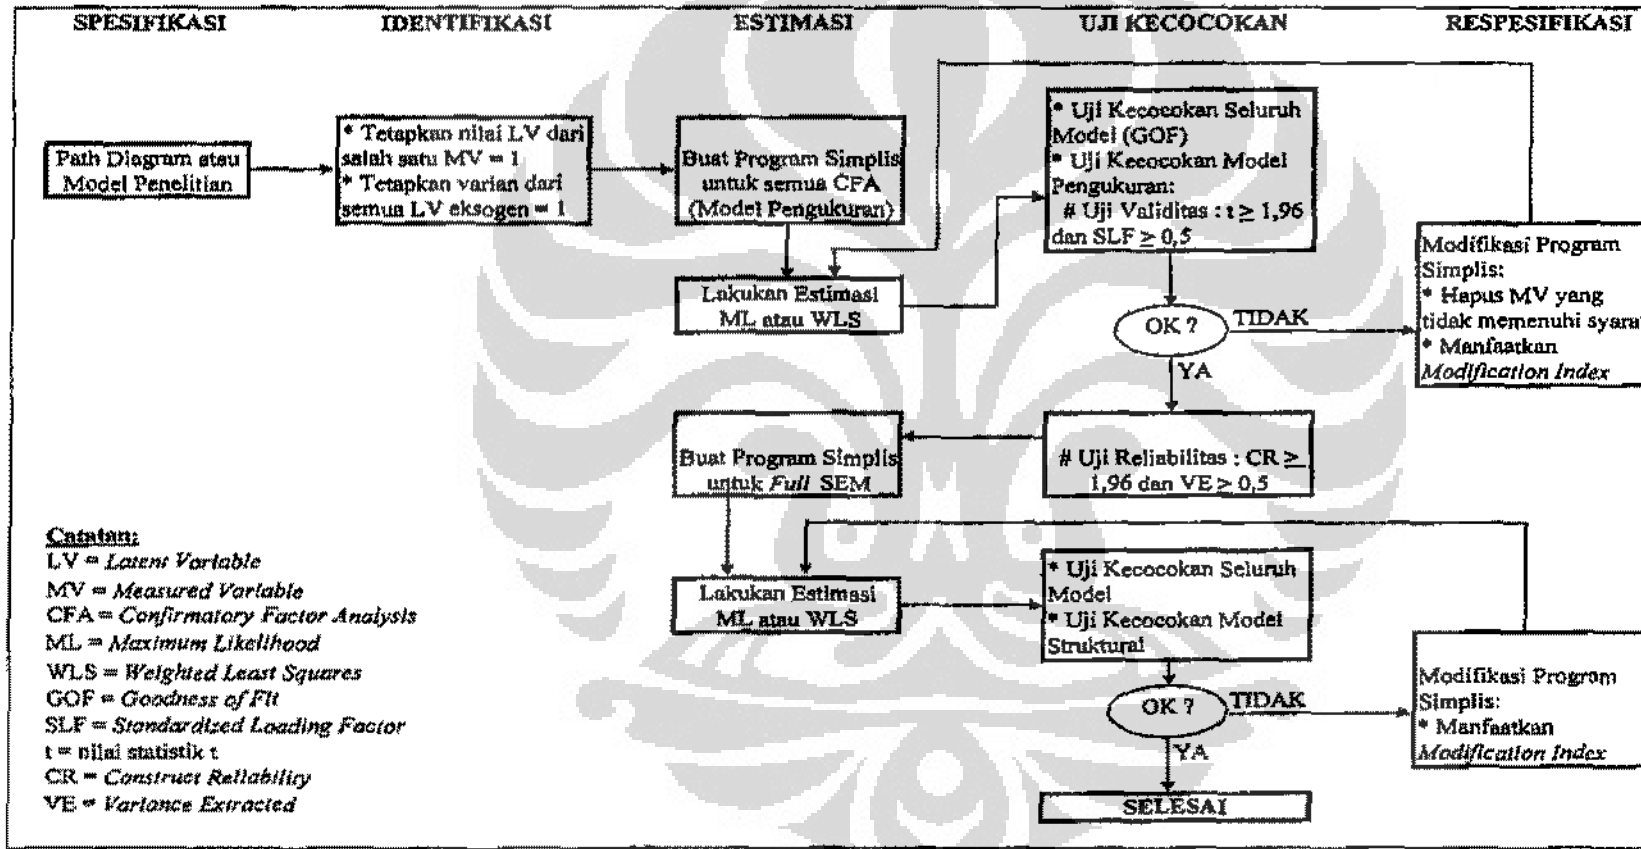 SPESIFIKASI
IDENTIFIKASI
ESTIMASI
UJI KECOCOKAN
RESPESIFIKASI
Path Diagram atau
Model Penelitian
* Tetapkan nilai LV dari
salah satu MV = 1
* Tetapkan varian dari
semua LV eksogen = 1
Buat Program Simplis
untuk semua CFA
(Model Pengukuran)
Lakukan Estimasi
ML atau WLS
* Uji Kecocokan Seluruh
Model (GOF)
* Uji Kecocokan Model
Pengukuran:
# Uji Validitas : t ≥ 1,96
dan SLF ≥ 0,5
OK ?
TIDAK
YA
Modifikasi Program
Simplis:
* Hapus MV yang
tidak memenuhi syara
* Manfaatkan
Modification Index
# Uji Reliabilitas : CR ≥
1,96 dan VE ≥ 0,5
Buat Program Simplis
untuk Full SEM
Lakukan Estimasi
ML atau WLS
* Uji Kecocokan Seluruh
Model
* Uji Kecocokan Model
Struktural
OK ?
TIDAK
YA
Modifikasi Program
Simplis:
* Manfaatkan
Modification Index
SELESAI
Catatan:
LV = Latent Variable
MV = Measured Variable
CFA = Confirmatory Factor Analysis
ML = Maximum Likelihood
WLS = Weighted Least Squares
GOF = Goodness of Fit
SLF = Standardized Loading Factor
t = nilai statistik t
CR = Construct Reliability
VE = Variance Extracted